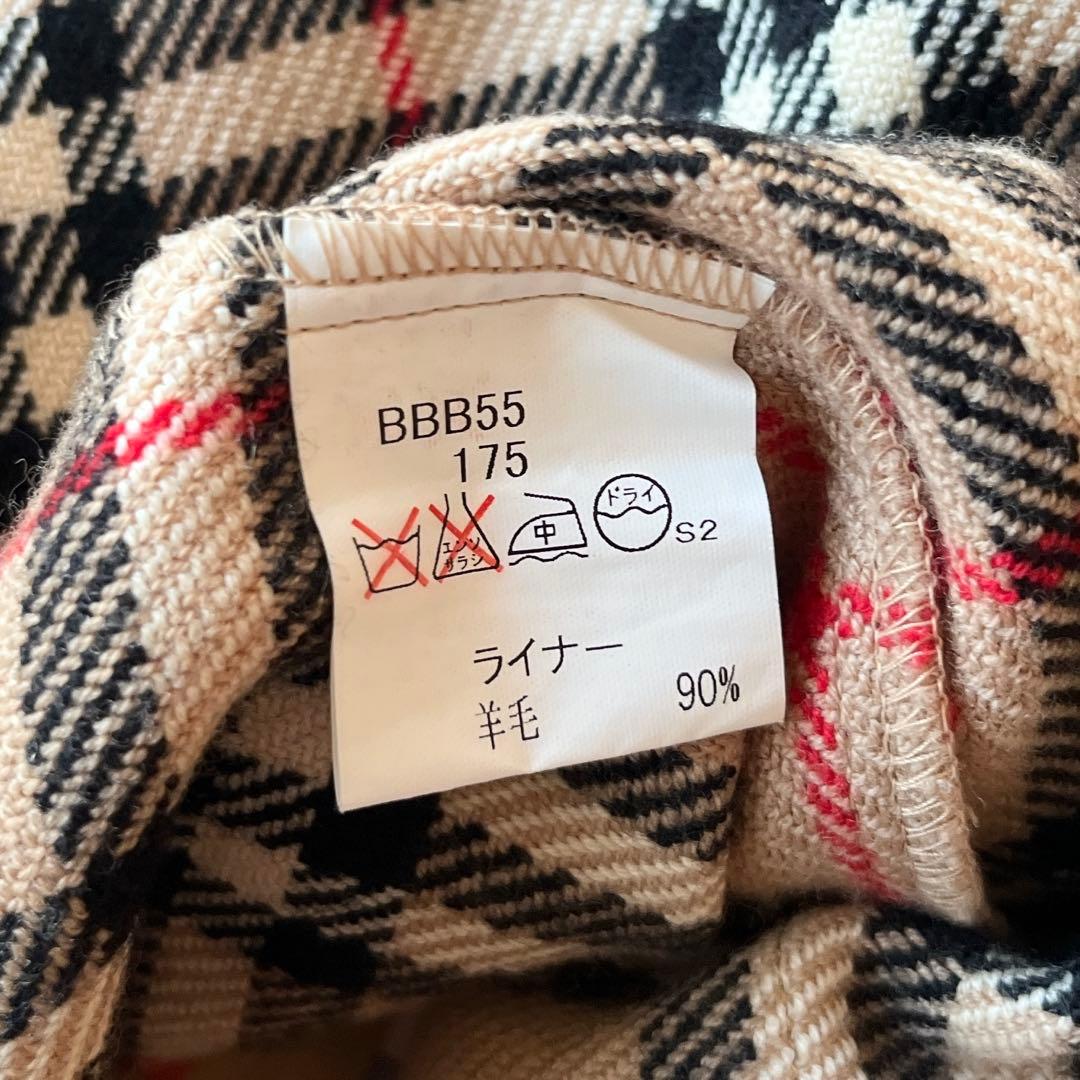 BBB55
175
エンソ
サラシ
中
ドライ
S2
ライナー
羊毛 90%